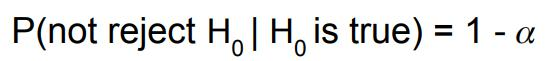 P(not reject H₀ | H₀ is true) = 1 - α